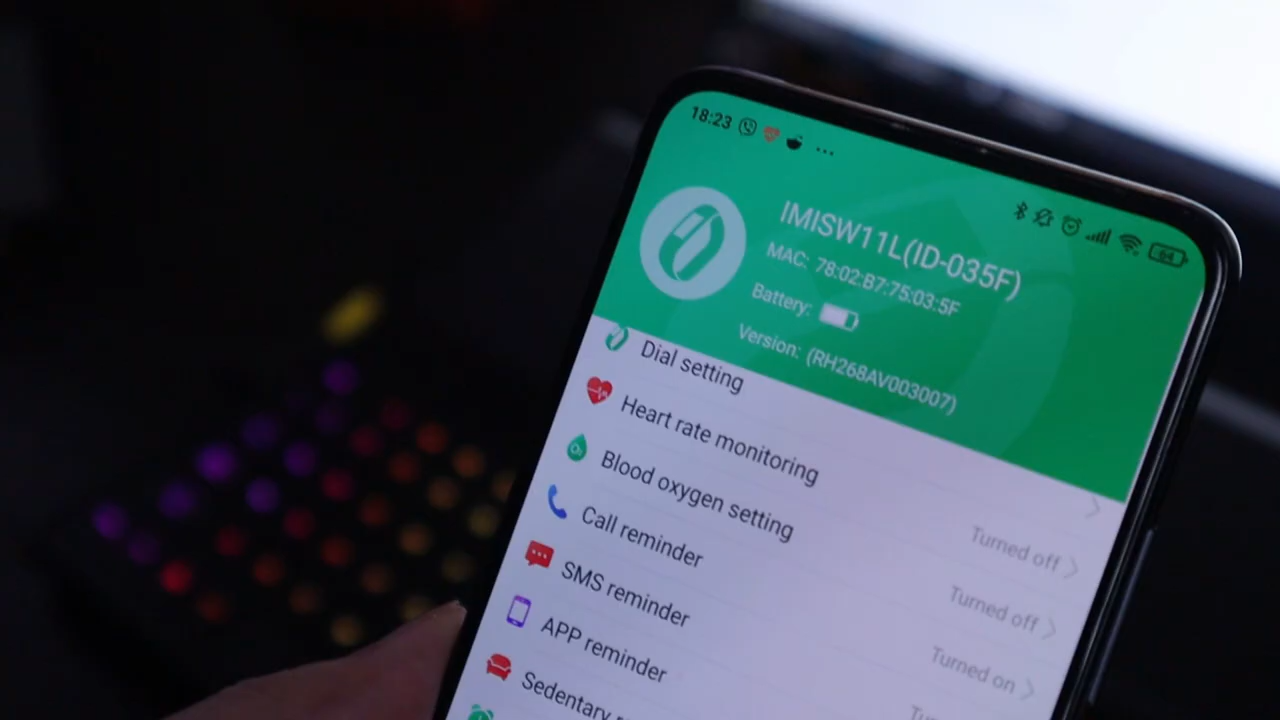 18:23
64
IMISW11L(ID-035F)
MAC: 78:02:B7:75:03:5F
Battery:
Version: (RH268AV003007)
Dial setting
Heart rate monitoring
Turned off
Blood oxygen setting
Turned off
Call reminder
Turned on
SMS reminder
APP reminder
Sedentary